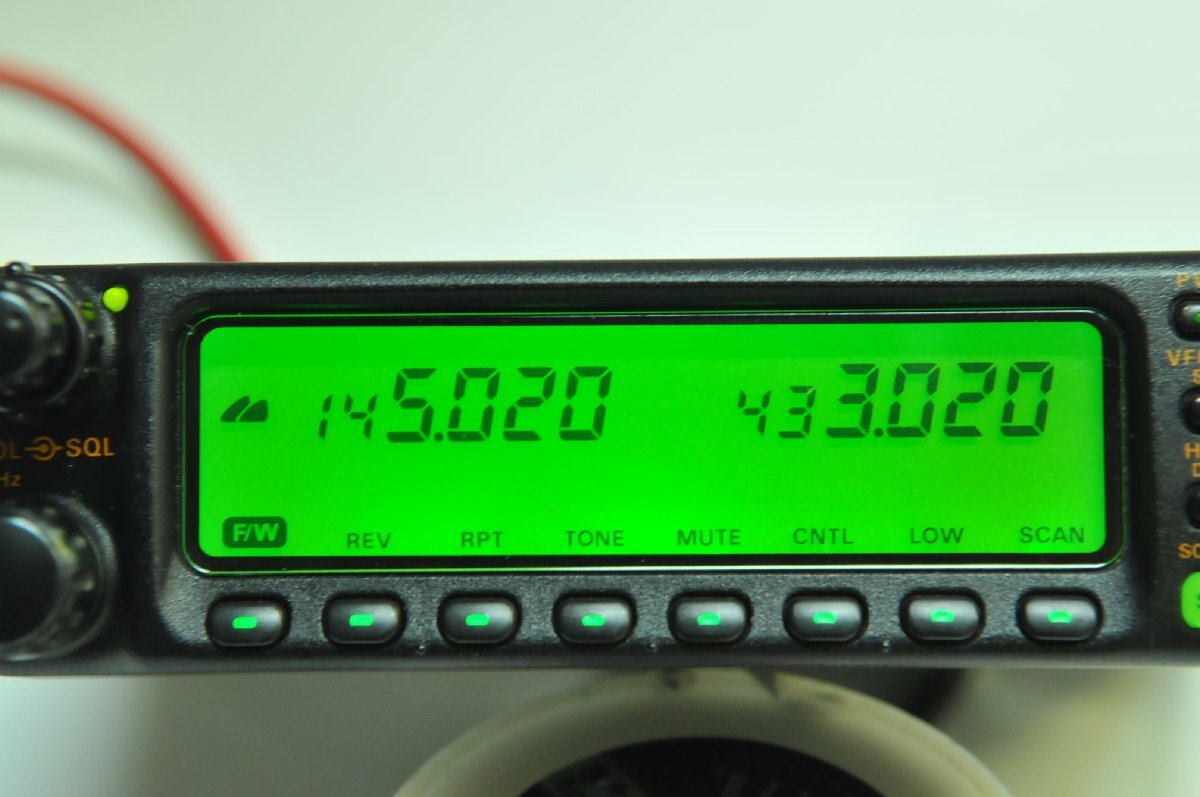 145.020 433.020
SQL
F/W REV RPT TONE MUTE CNTL LOW SCAN